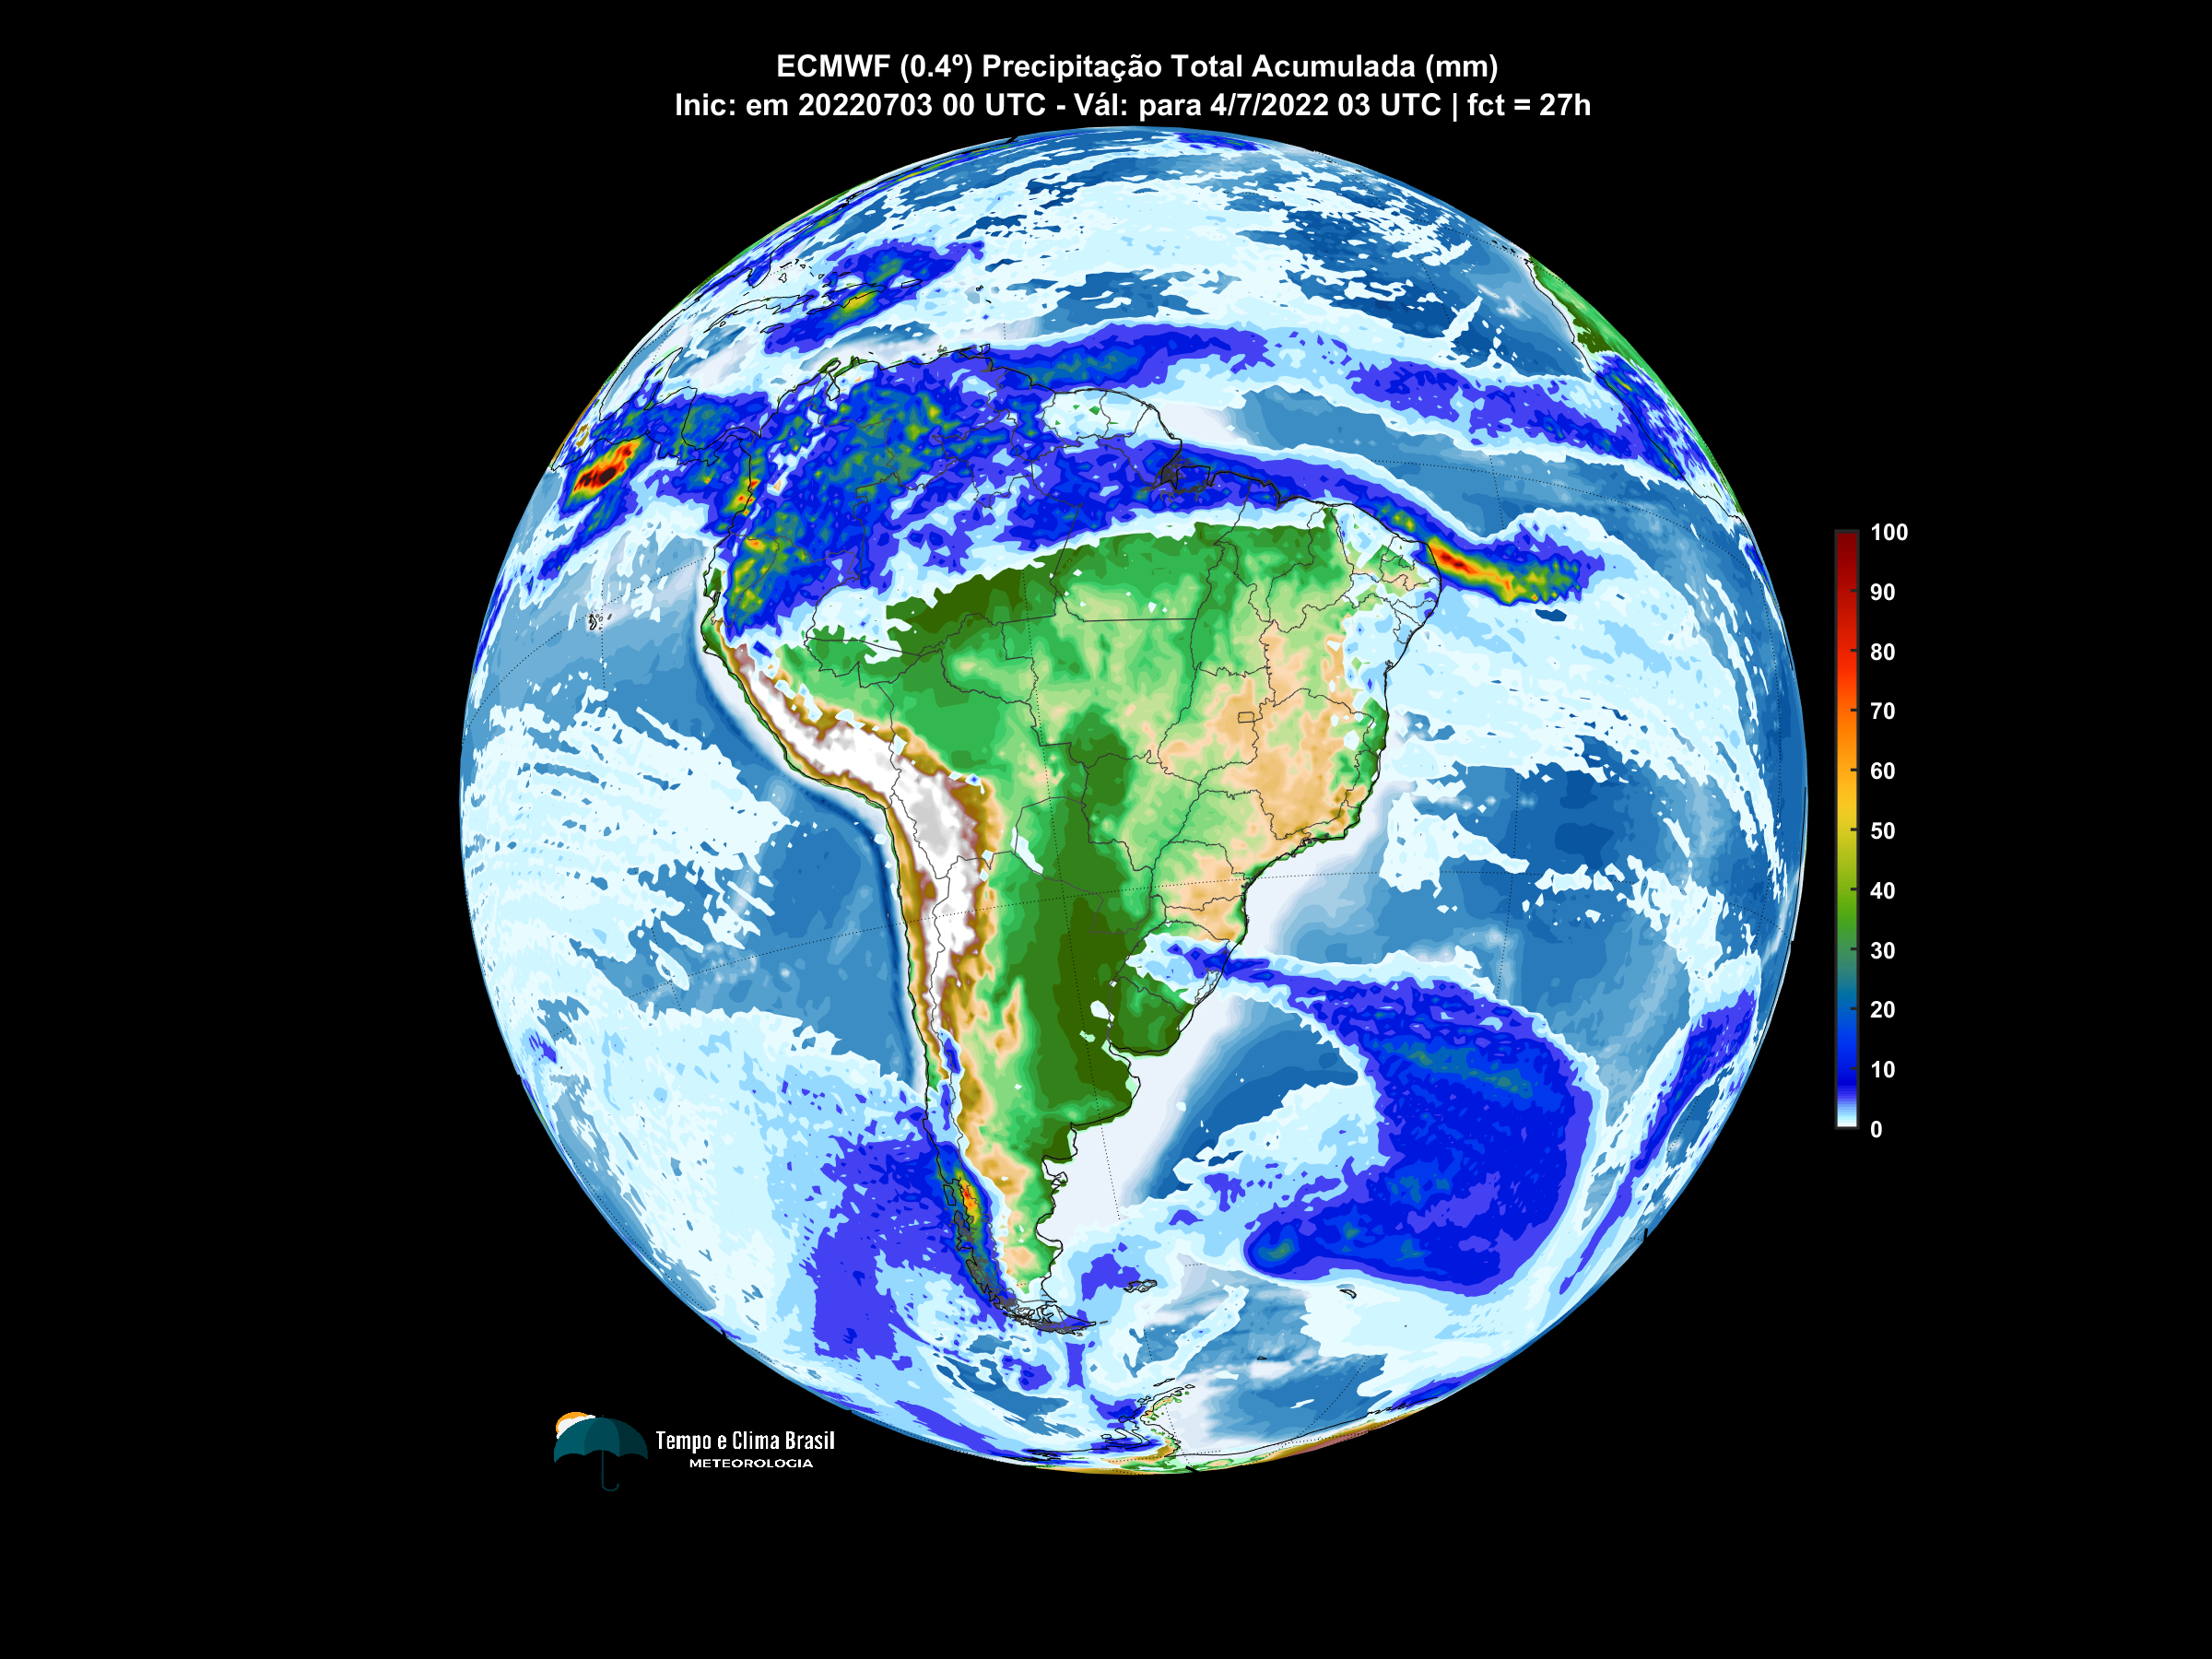 ECMWF (0.4º) Precipitação Total Acumulada (mm)
Inic: em 20220703 00 UTC - Vál: para 4/7/2022 03 UTC | fct = 27h
100
90
80
70
60
50
40
30
20
10
0
Tempo e Clima Brasil
METEOROLOGIA